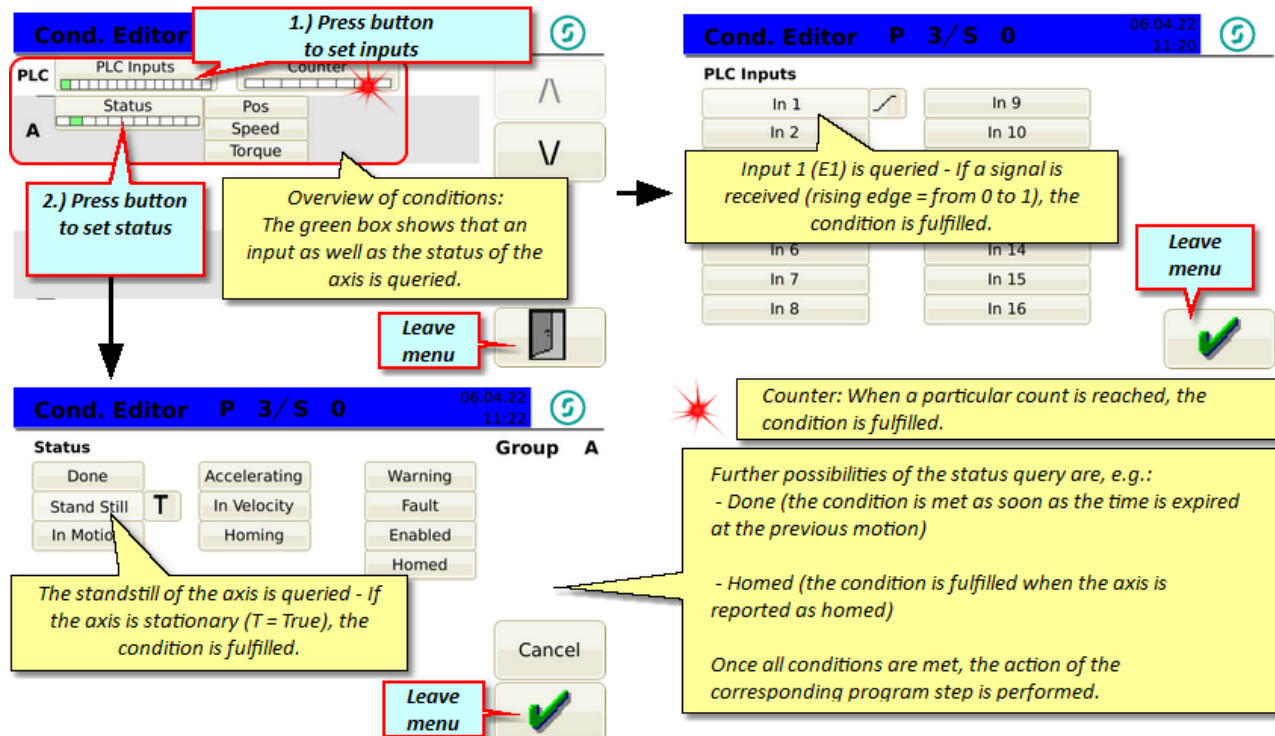 Cond. Editor
1.) Press button
to set inputs
PLC
PLC Inputs
Counter
A
Status
Pos
Speed
Torque
/\
\/
2.) Press button
to set status
Overview of conditions:
The green box shows that an
input as well as the status of the
axis is queried.
Leave
menu
Cond. Editor P 3/S 0
06.04.22
11:20
PLC Inputs
In 1
In 9
In 2
In 10
Input 1 (E1) is queried - If a signal is
received (rising edge = from 0 to 1), the
condition is fulfilled.
In 6
In 14
In 7
In 15
In 8
In 16
Leave
menu
Cond. Editor P 3/S 0
06.04.22
11:22
Status
Group A
Done
Accelerating
Warning
Stand Still
T
In Velocity
Fault
In Motion
Homing
Enabled
Homed
The standstill of the axis is queried - If
the axis is stationary (T = True), the
condition is fulfilled.
Cancel
Leave
menu
Counter: When a particular count is reached, the
condition is fulfilled.
Further possibilities of the status query are, e.g.:
- Done (the condition is met as soon as the time is expired
at the previous motion)
- Homed (the condition is fulfilled when the axis is
reported as homed)
Once all conditions are met, the action of the
corresponding program step is performed.